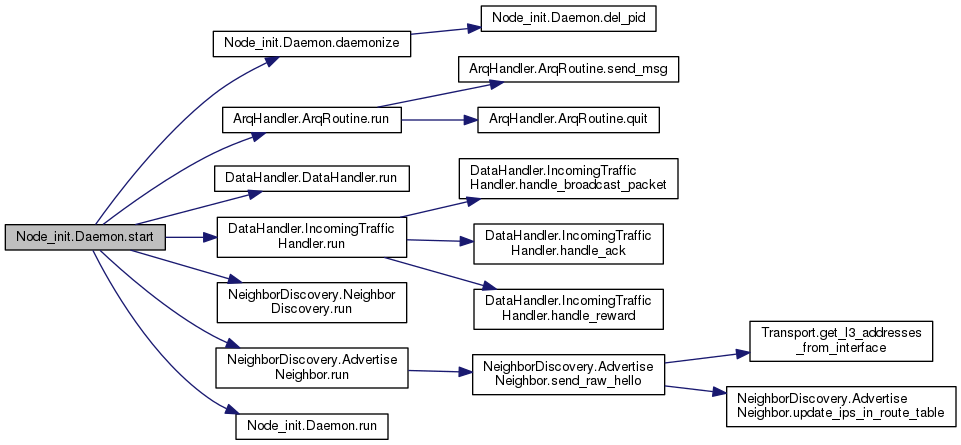 Node_init.Daemon.del_pid
Node_init.Daemon.daemonize
ArqHandler.ArqRoutine.send_msg
ArqHandler.ArqRoutine.run
ArqHandler.ArqRoutine.quit
DataHandler.DataHandler.run
DataHandler.IncomingTraffic
Handler.handle_broadcast_packet
Node_init.Daemon.start
DataHandler.IncomingTraffic
Handler.run
DataHandler.IncomingTraffic
Handler.handle_ack
NeighborDiscovery.Neighbor
Discovery.run
DataHandler.IncomingTraffic
Handler.handle_reward
NeighborDiscovery.Advertise
Neighbor.run
NeighborDiscovery.Advertise
Neighbor.send_raw_hello
Transport.get_l3_addresses
_from_interface
NeighborDiscovery.Advertise
Neighbor.update_ips_in_route_table
Node_init.Daemon.run